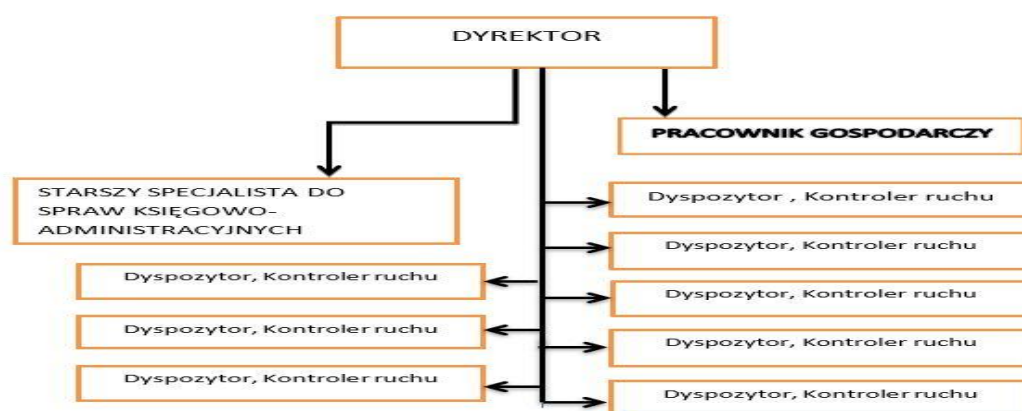 DYREKTOR
PRACOWNIK GOSPODARCZY
STARSZY SPECJALISTA DO
SPRAW KSIĘGOWO-
ADMINISTRACYJNYCH
Dyspozytor , Kontroler ruchu
Dyspozytor, Kontroler ruchu
Dyspozytor, Kontroler ruchu
Dyspozytor, Kontroler ruchu
Dyspozytor, Kontroler ruchu
Dyspozytor, Kontroler ruchu
Dyspozytor, Kontroler ruchu
Dyspozytor, Kontroler ruchu